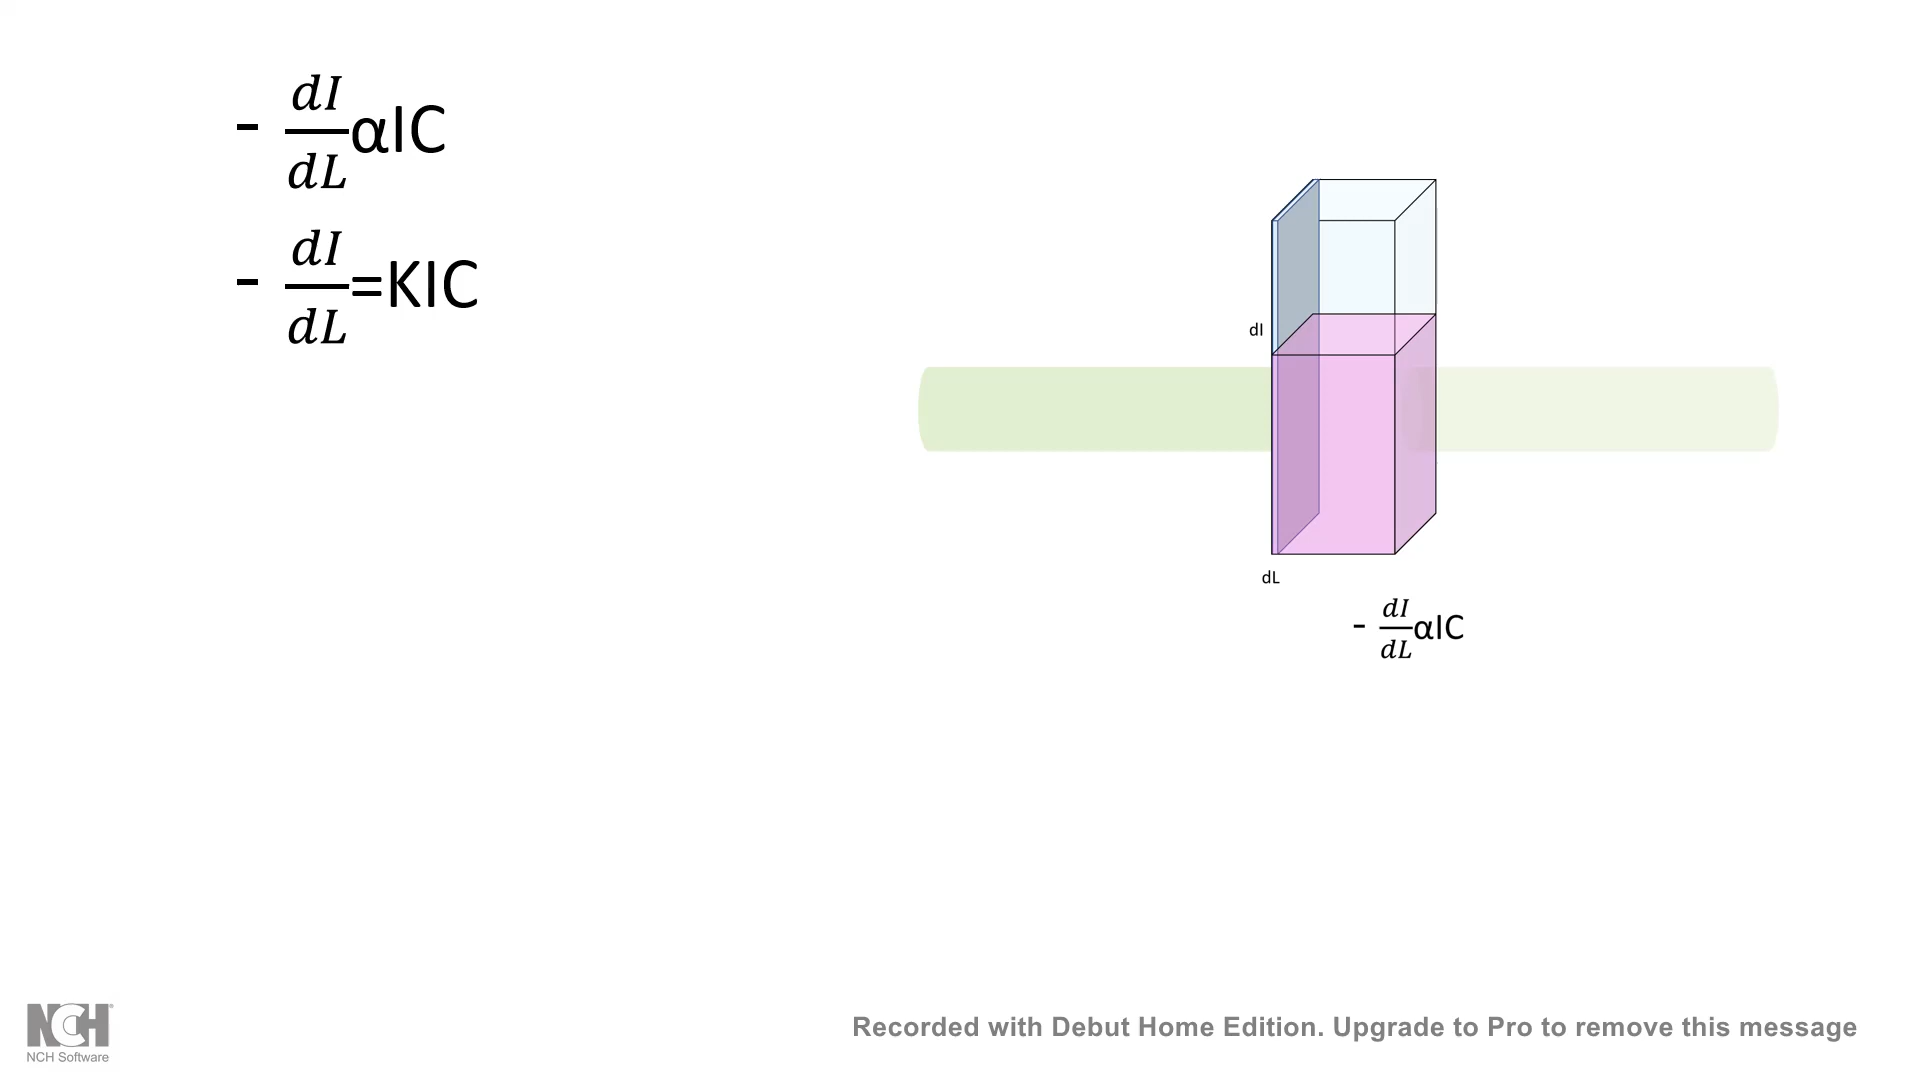 - dI/dL αIC
- dI/dL =KIC
dI
dL
- dI/dL αIC
NCH
NCH Software
Recorded with Debut Home Edition. Upgrade to Pro to remove this message